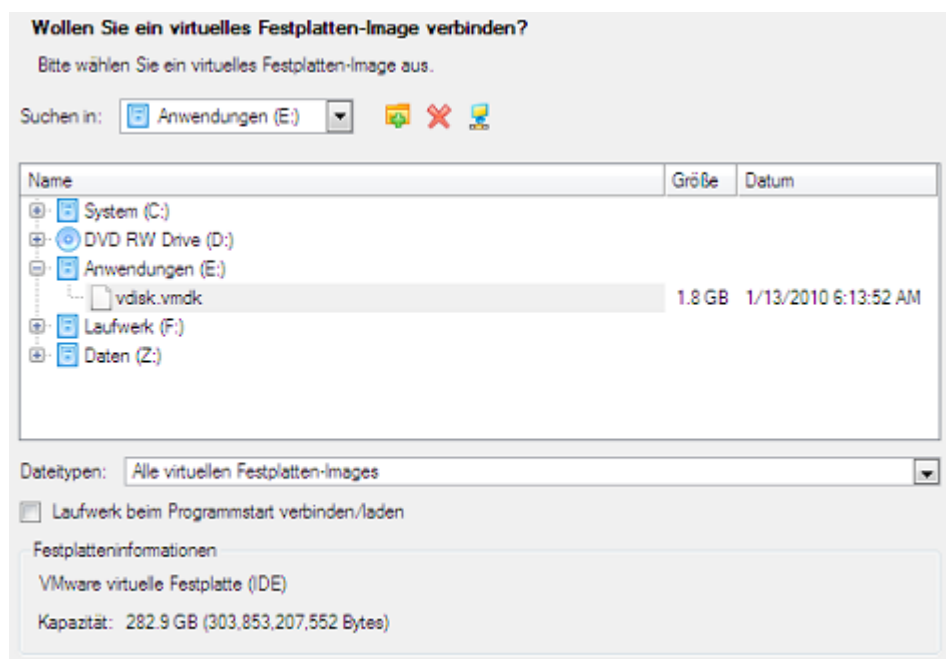 Wollen Sie ein virtuelles Festplatten-Image verbinden?
Bitte wählen Sie ein virtuelles Festplatten-Image aus.
Suchen in: Anwendungen (E:)
Name Größe Datum
System (C:)
DVD RW Drive (D:)
Anwendungen (E:)
vdisk.vmdk 1.8 GB 1/13/2010 6:13:52 AM
Laufwerk (F:)
Daten (Z:)
Dateitypen: Alle virtuellen Festplatten-Images
Laufwerk beim Programmstart verbinden/laden
Festplatteninformationen
VMware virtuelle Festplatte (IDE)
Kapazität: 282.9 GB (303,853,207,552 Bytes)